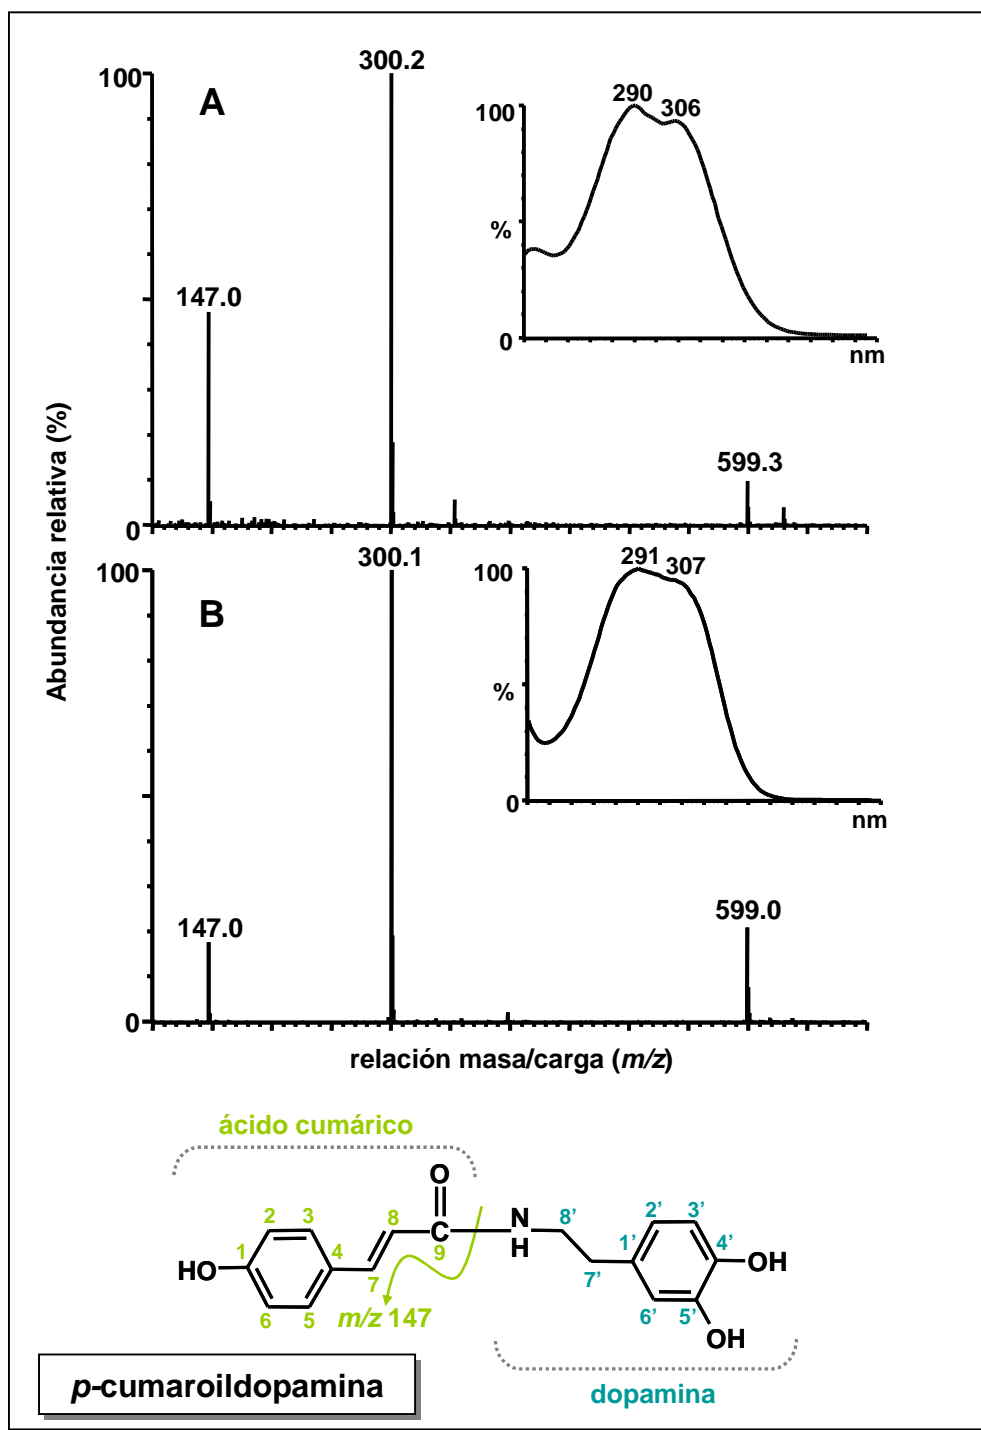 300.2
100
A
147.0
599.3
0
290
306
100
%
0
nm
Abundancia relativa (%)
300.1
100
B
147.0
599.0
0
291
307
100
%
0
nm
relación masa/carga (m/z)
ácido cumárico
O
N
H
8'
2'
3'
2
3
8
C
9
1
4
7
HO
6
5
m/z 147
1'
4'
OH
7'
6'
5'
OH
p-cumaroildopamina
dopamina